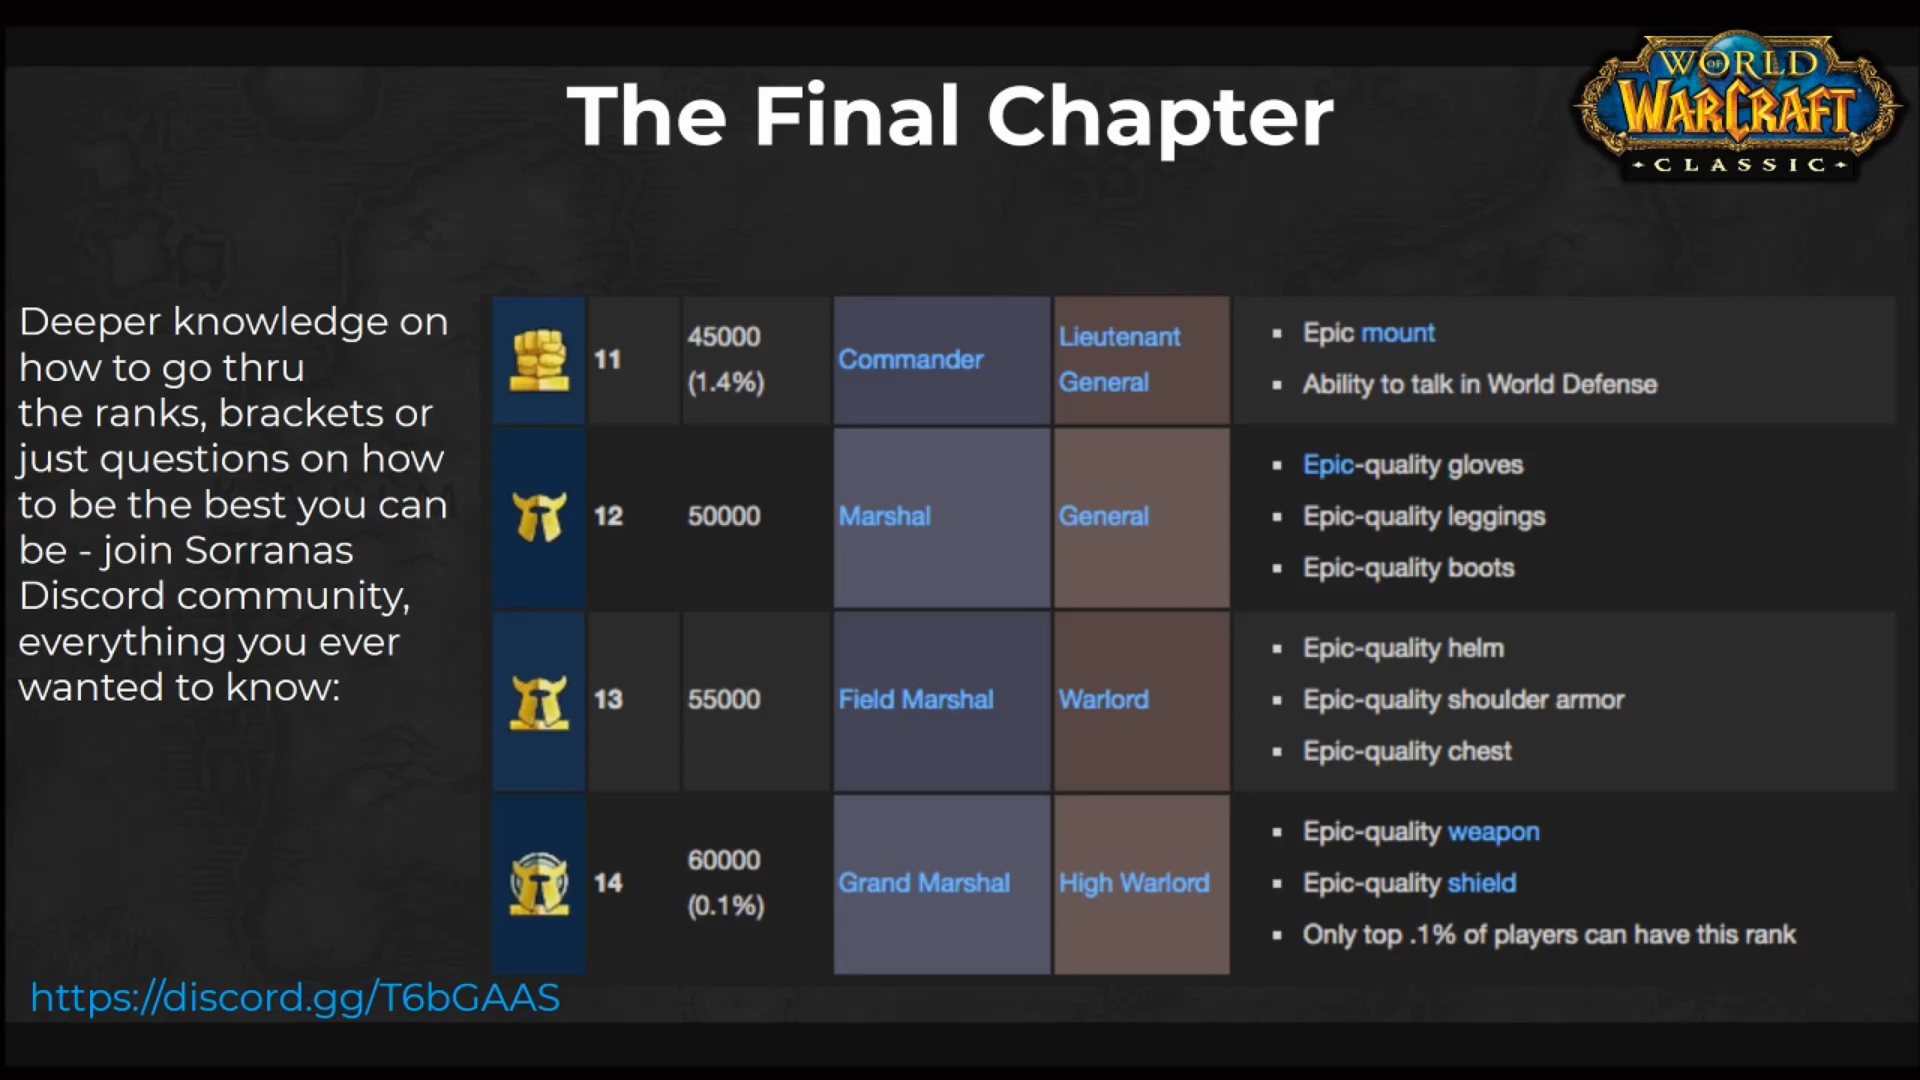 WORLD
OF
WARCRAFT
CLASSIC
The Final Chapter
Deeper knowledge on
how to go thru
the ranks, brackets or
just questions on how
to be the best you can
be - join Sorranas
Discord community,
everything you ever
wanted to know:
https://discord.gg/T6bGAAS
11
45000
(1.4%)
Commander
Lieutenant
General
▪ Epic mount
▪ Ability to talk in World Defense
12
50000
Marshal
General
▪ Epic-quality gloves
▪ Epic-quality leggings
▪ Epic-quality boots
13
55000
Field Marshal
Warlord
▪ Epic-quality helm
▪ Epic-quality shoulder armor
▪ Epic-quality chest
14
60000
(0.1%)
Grand Marshal
High Warlord
▪ Epic-quality weapon
▪ Epic-quality shield
▪ Only top .1% of players can have this rank